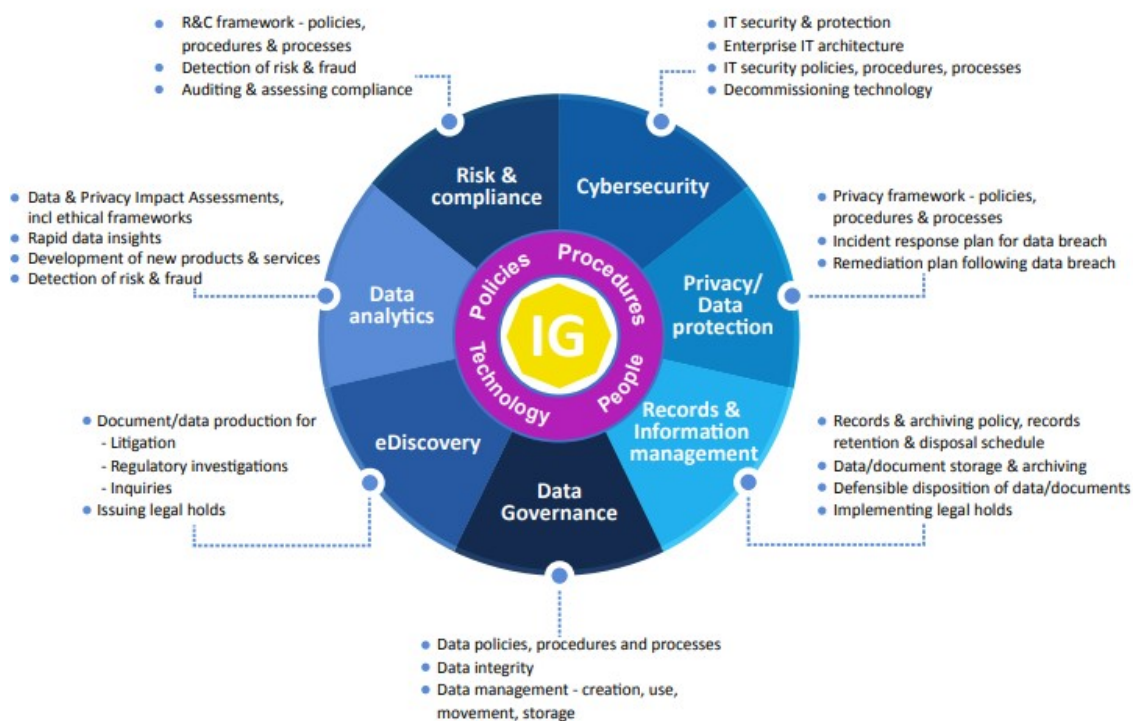 ● R&C framework - policies,
procedures & processes
● Detection of risk & fraud
● Auditing & assessing compliance
● IT security & protection
● Enterprise IT architecture
● IT security policies, procedures, processes
● Decommissioning technology
Risk &
compliance
Cybersecurity
● Data & Privacy Impact Assessments,
incl ethical frameworks
● Rapid data insights
● Development of new products & services
● Detection of risk & fraud
● Privacy framework - policies,
procedures & processes
● Incident response plan for data breach
● Remediation plan following data breach
Data
analytics
Policies
Procedures
IG
Technology
People
Privacy/
Data
protection
● Document/data production for
- Litigation
- Regulatory investigations
- Inquiries
● Issuing legal holds
eDiscovery
Data
Governance
Records &
Information
management
● Records & archiving policy, records
retention & disposal schedule
● Data/document storage & archiving
● Defensible disposition of data/documents
● Implementing legal holds
● Data policies, procedures and processes
● Data integrity
● Data management - creation, use,
movement, storage